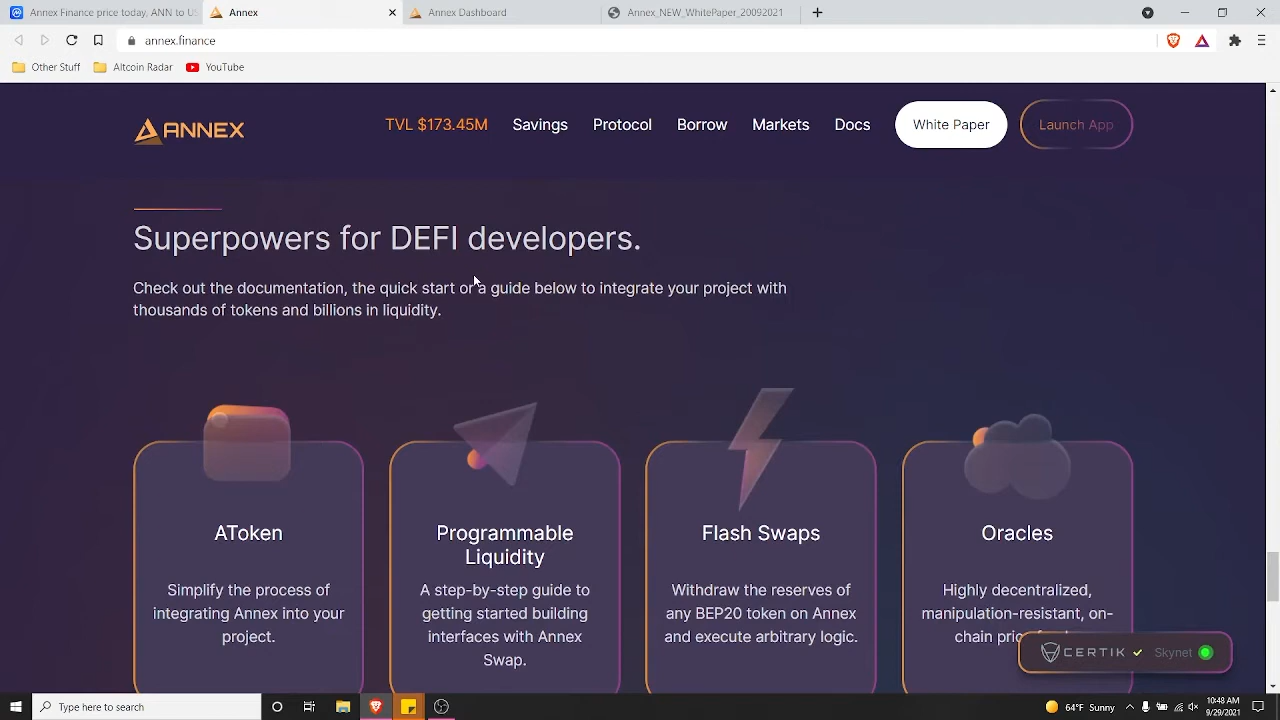 Annex Finance price today, ANN to US
Annex
Annex Dashboard
Annex_NEW_WhitePaper_20092021
annex.finance
Other Stuff
Altcoin Radar
YouTube
ANNEX
TVL $173.45M
Savings
Protocol
Borrow
Markets
Docs
White Paper
Launch App
Superpowers for DEFI developers.
Check out the documentation, the quick start or a guide below to integrate your project with
thousands of tokens and billions in liquidity.
AToken
Simplify the process of
integrating Annex into your
project.
Programmable
Liquidity
A step-by-step guide to
getting started building
interfaces with Annex
Swap.
Flash Swaps
Withdraw the reserves of
any BEP20 token on Annex
and execute arbitrary logic.
Oracles
Highly decentralized,
manipulation-resistant, on-
chain
CERTIK
Skynet
Type here to search
64°F Sunny
10:48 AM
9/29/2021